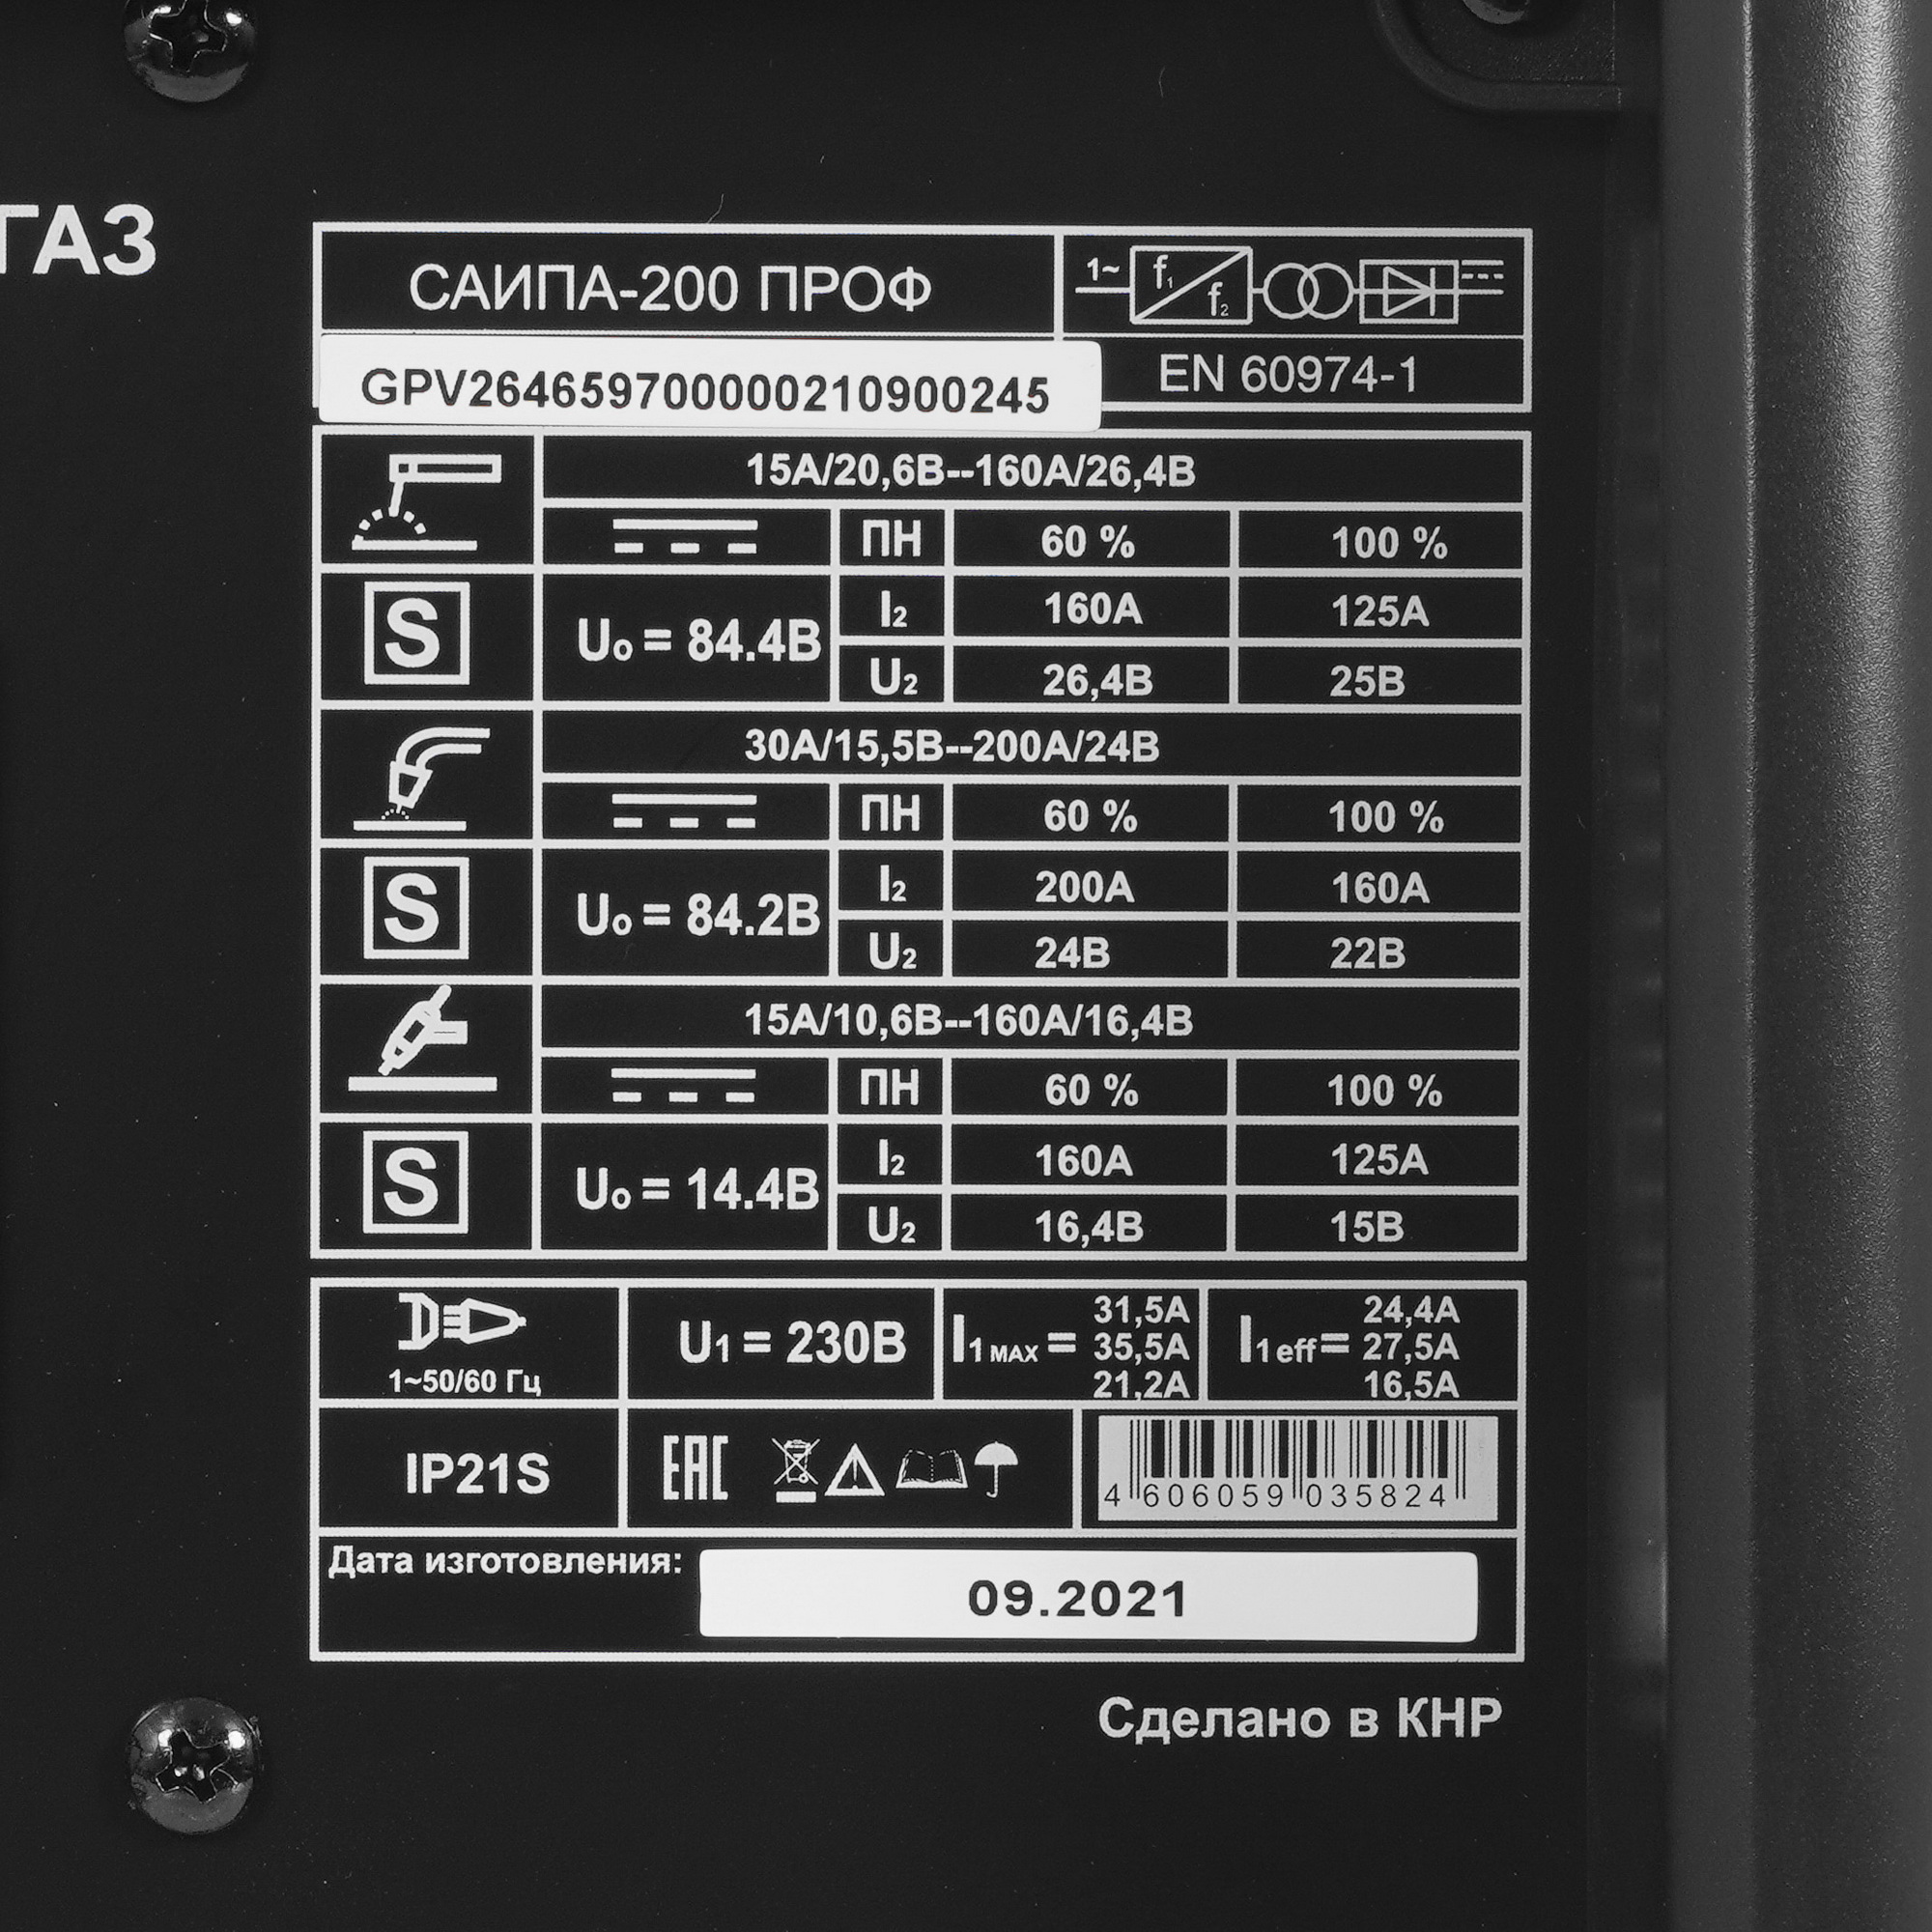 ГАЗ
САИПА-200 ПРОФ
1~ f1 f2
GPV264659700000210900245
EN 60974-1
15А/20,6В--160А/26,4В
ПН 60 % 100 %
S
U0 = 84.4В
I2 160А 125А
U2 26,4В 25В
30А/15,5В--200А/24В
ПН 60 % 100 %
S
U0 = 84.2В
I2 200А 160А
U2 24В 22В
15А/10,6В--160А/16,4В
ПН 60 % 100 %
S
U0 = 14.4В
I2 160А 125А
U2 16,4В 15В
1~50/60 Гц
U1 = 230В
I1 MAX = 31,5А 35,5А 21,2А
I1 eff = 24,4А 27,5А 16,5А
IP21S
EAC
4 606059 035824
Дата изготовления:
09.2021
Сделано в КНР